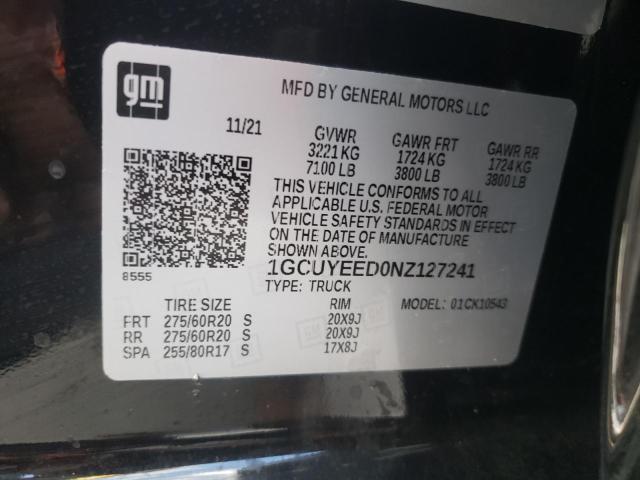 gm
MFD BY GENERAL MOTORS LLC
11/21
GVWR GAWR FRT GAWR RR
3221 KG 1724 KG 1724 KG
7100 LB 3800 LB 3800 LB
THIS VEHICLE CONFORMS TO ALL
APPLICABLE U.S. FEDERAL MOTOR
VEHICLE SAFETY STANDARDS IN EFFECT
ON THE DATE OF MANUFACTURE
SHOWN ABOVE.
8555
1GCUYEED0NZ127241
TYPE: TRUCK
TIRE SIZE RIM MODEL: 01CK10543
FRT 275/60R20 S 20X9J
RR 275/60R20 S 20X9J
SPA 255/80R17 S 17X8J